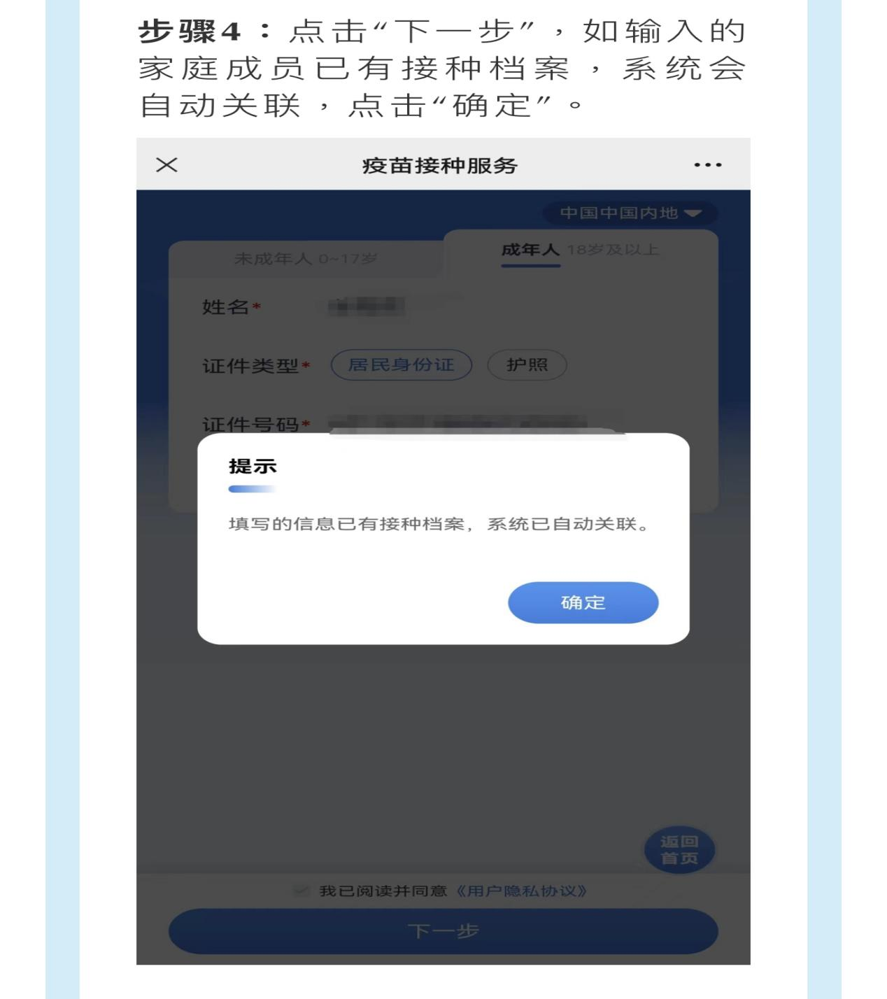 步骤4：点击“下一步”，如输入的
家庭成员已有接种档案，系统会
自动关联，点击“确定”。
疫苗接种服务
中国中国内地
未成年人 0~17岁
成年人 18岁及以上
姓名*
证件类型* 居民身份证 护照
证件号码*
提示
填写的信息已有接种档案，系统已自动关联。
确定
返回
首页
我已阅读并同意《用户隐私协议》
下一步